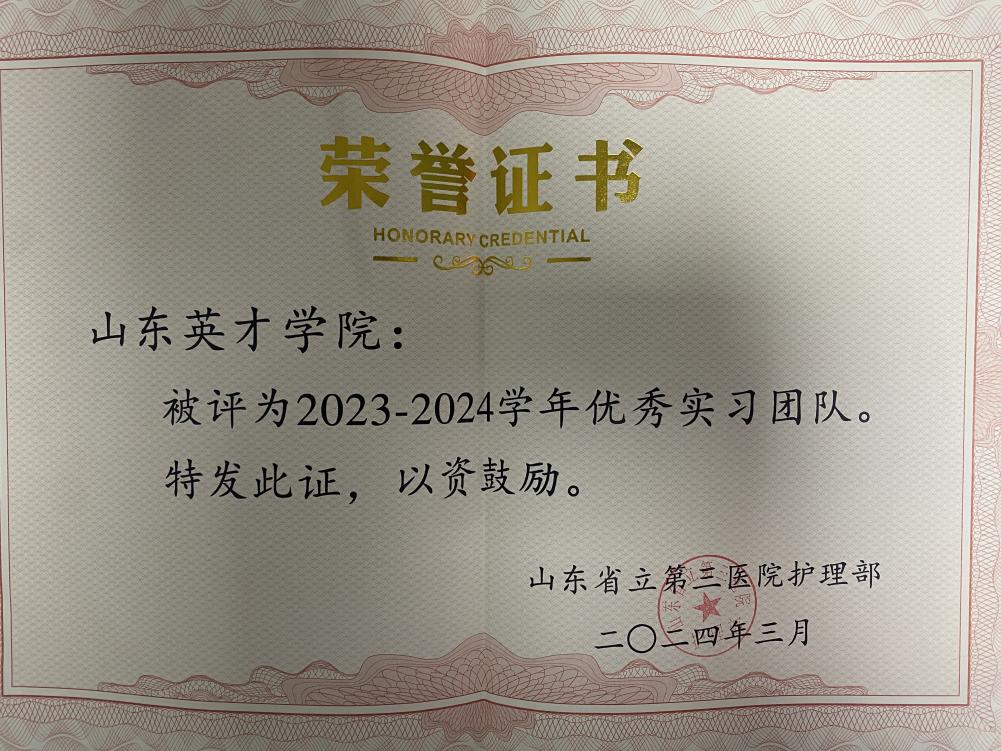 荣誉证书
HONORARY CREDENTIAL
山东英才学院：
被评为2023-2024学年优秀实习团队。
特发此证，以资鼓励。
山东省立第三医院护理部
二〇二四年三月